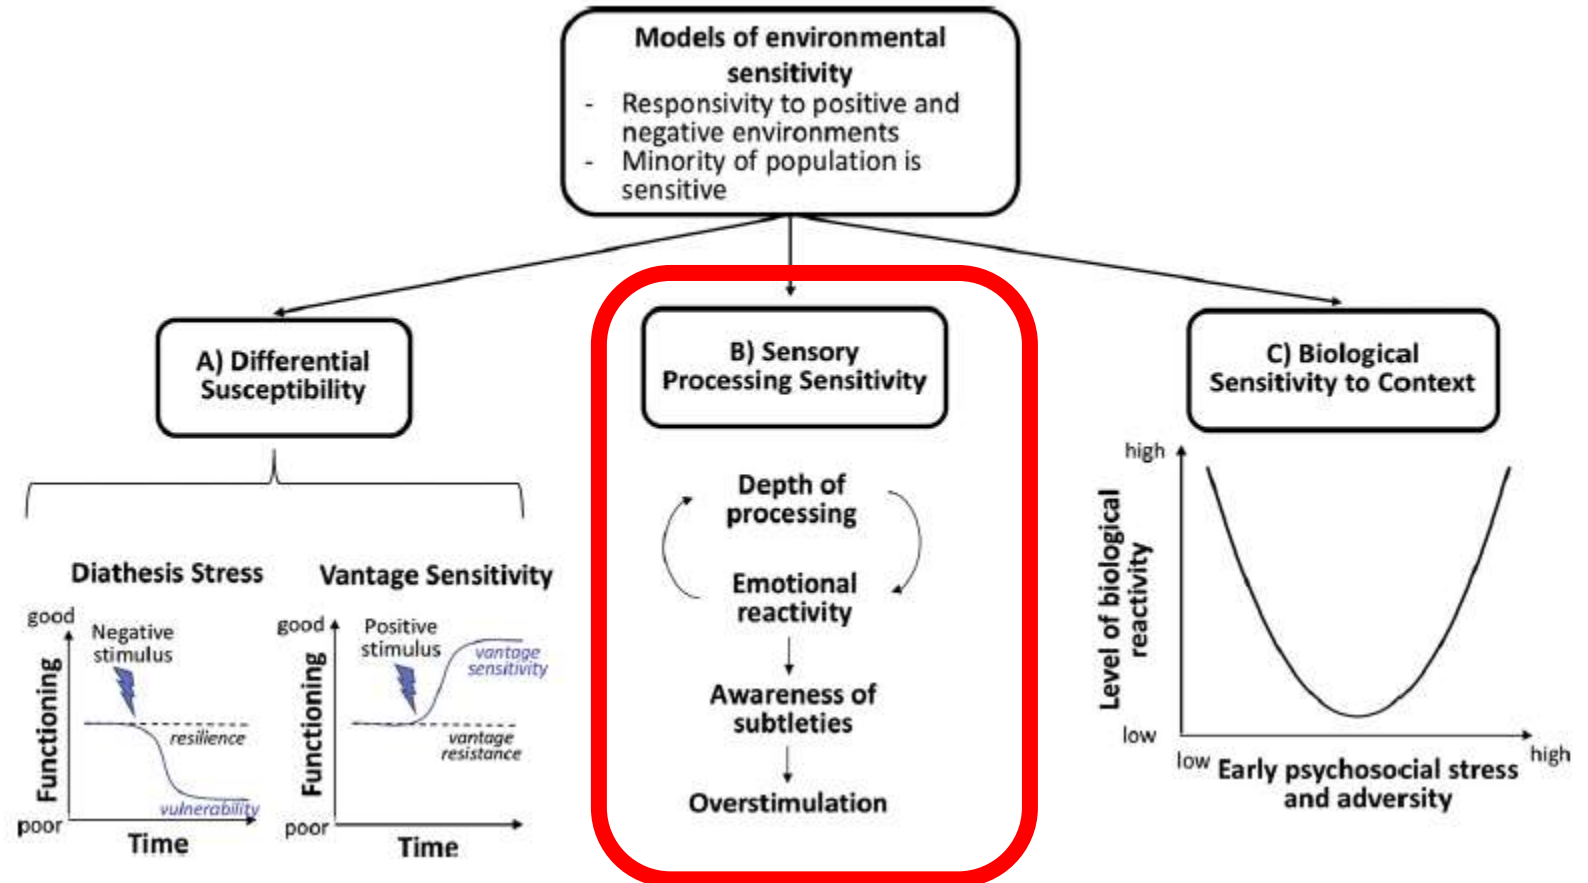 Models of environmental
sensitivity
- Responsivity to positive and
negative environments
- Minority of population is
sensitive
A) Differential
Susceptibility
B) Sensory
Processing Sensitivity
C) Biological
Sensitivity to Context
Diathesis Stress
good
Negative
stimulus
Functioning
resilience
vulnerability
poor
Time
Vantage Sensitivity
good
Positive
stimulus
Functioning
vantage
sensitivity
vantage
resistance
poor
Time
Depth of
processing
Emotional
reactivity
Awareness of
subtleties
Overstimulation
high
Level of biological
reactivity
low
low
Early psychosocial stress
and adversity
high